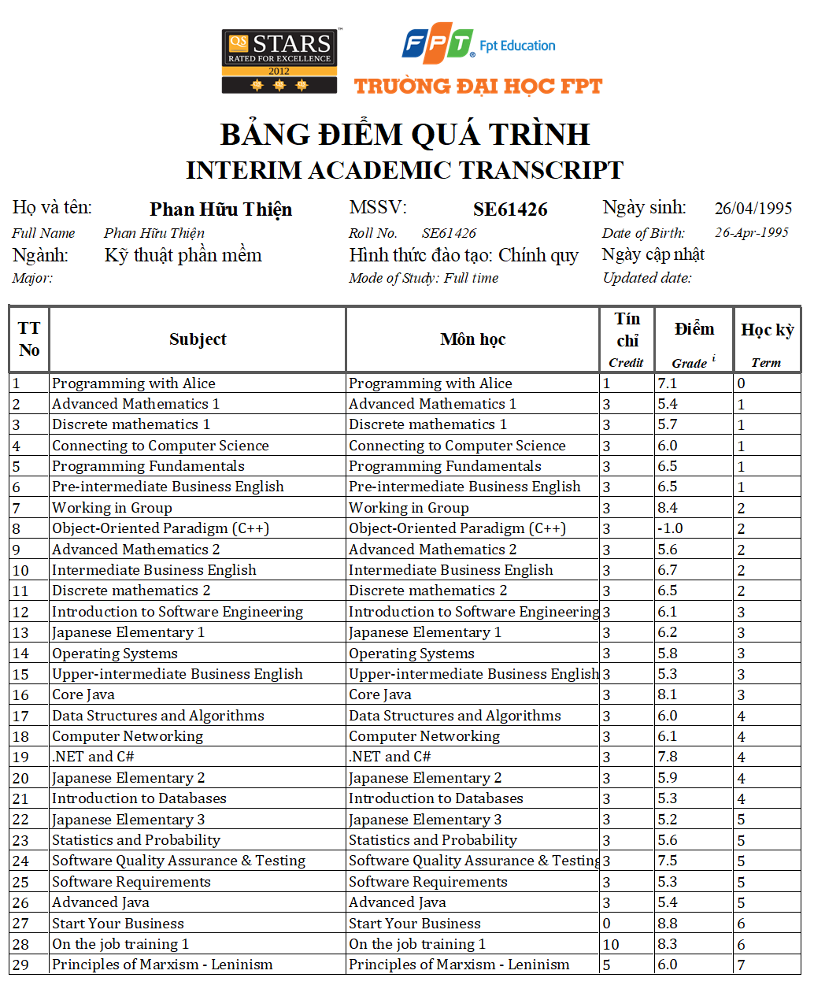 QS STARS™
RATED FOR EXCELLENCE
2012
FPT® Fpt Education
TRƯỜNG ĐẠI HỌC FPT
BẢNG ĐIỂM QUÁ TRÌNH
INTERIM ACADEMIC TRANSCRIPT
Họ và tên: Phan Hữu Thiện MSSV: SE61426 Ngày sinh: 26/04/1995
Full Name Phan Hữu Thiện Roll No. SE61426 Date of Birth: 26-Apr-1995
Ngành: Kỹ thuật phần mềm Hình thức đào tạo: Chính quy Ngày cập nhật
Major: Mode of Study: Full time Updated date:
TT No Subject Môn học Tín chỉ Credit Điểm Grade i Học kỳ Term
1 Programming with Alice Programming with Alice 1 7.1 0
2 Advanced Mathematics 1 Advanced Mathematics 1 3 5.4 1
3 Discrete mathematics 1 Discrete mathematics 1 3 5.7 1
4 Connecting to Computer Science Connecting to Computer Science 3 6.0 1
5 Programming Fundamentals Programming Fundamentals 3 6.5 1
6 Pre-intermediate Business English Pre-intermediate Business English 3 6.5 1
7 Working in Group Working in Group 3 8.4 2
8 Object-Oriented Paradigm (C++) Object-Oriented Paradigm (C++) 3 -1.0 2
9 Advanced Mathematics 2 Advanced Mathematics 2 3 5.6 2
10 Intermediate Business English Intermediate Business English 3 6.7 2
11 Discrete mathematics 2 Discrete mathematics 2 3 6.5 2
12 Introduction to Software Engineering Introduction to Software Engineering 3 6.1 3
13 Japanese Elementary 1 Japanese Elementary 1 3 6.2 3
14 Operating Systems Operating Systems 3 5.8 3
15 Upper-intermediate Business English Upper-intermediate Business English 3 5.3 3
16 Core Java Core Java 3 8.1 3
17 Data Structures and Algorithms Data Structures and Algorithms 3 6.0 4
18 Computer Networking Computer Networking 3 6.1 4
19 .NET and C# .NET and C# 3 7.8 4
20 Japanese Elementary 2 Japanese Elementary 2 3 5.9 4
21 Introduction to Databases Introduction to Databases 3 5.3 4
22 Japanese Elementary 3 Japanese Elementary 3 3 5.2 5
23 Statistics and Probability Statistics and Probability 3 5.6 5
24 Software Quality Assurance & Testing Software Quality Assurance & Testing 3 7.5 5
25 Software Requirements Software Requirements 3 5.3 5
26 Advanced Java Advanced Java 3 5.4 5
27 Start Your Business Start Your Business 0 8.8 6
28 On the job training 1 On the job training 1 10 8.3 6
29 Principles of Marxism - Leninism Principles of Marxism - Leninism 5 6.0 7